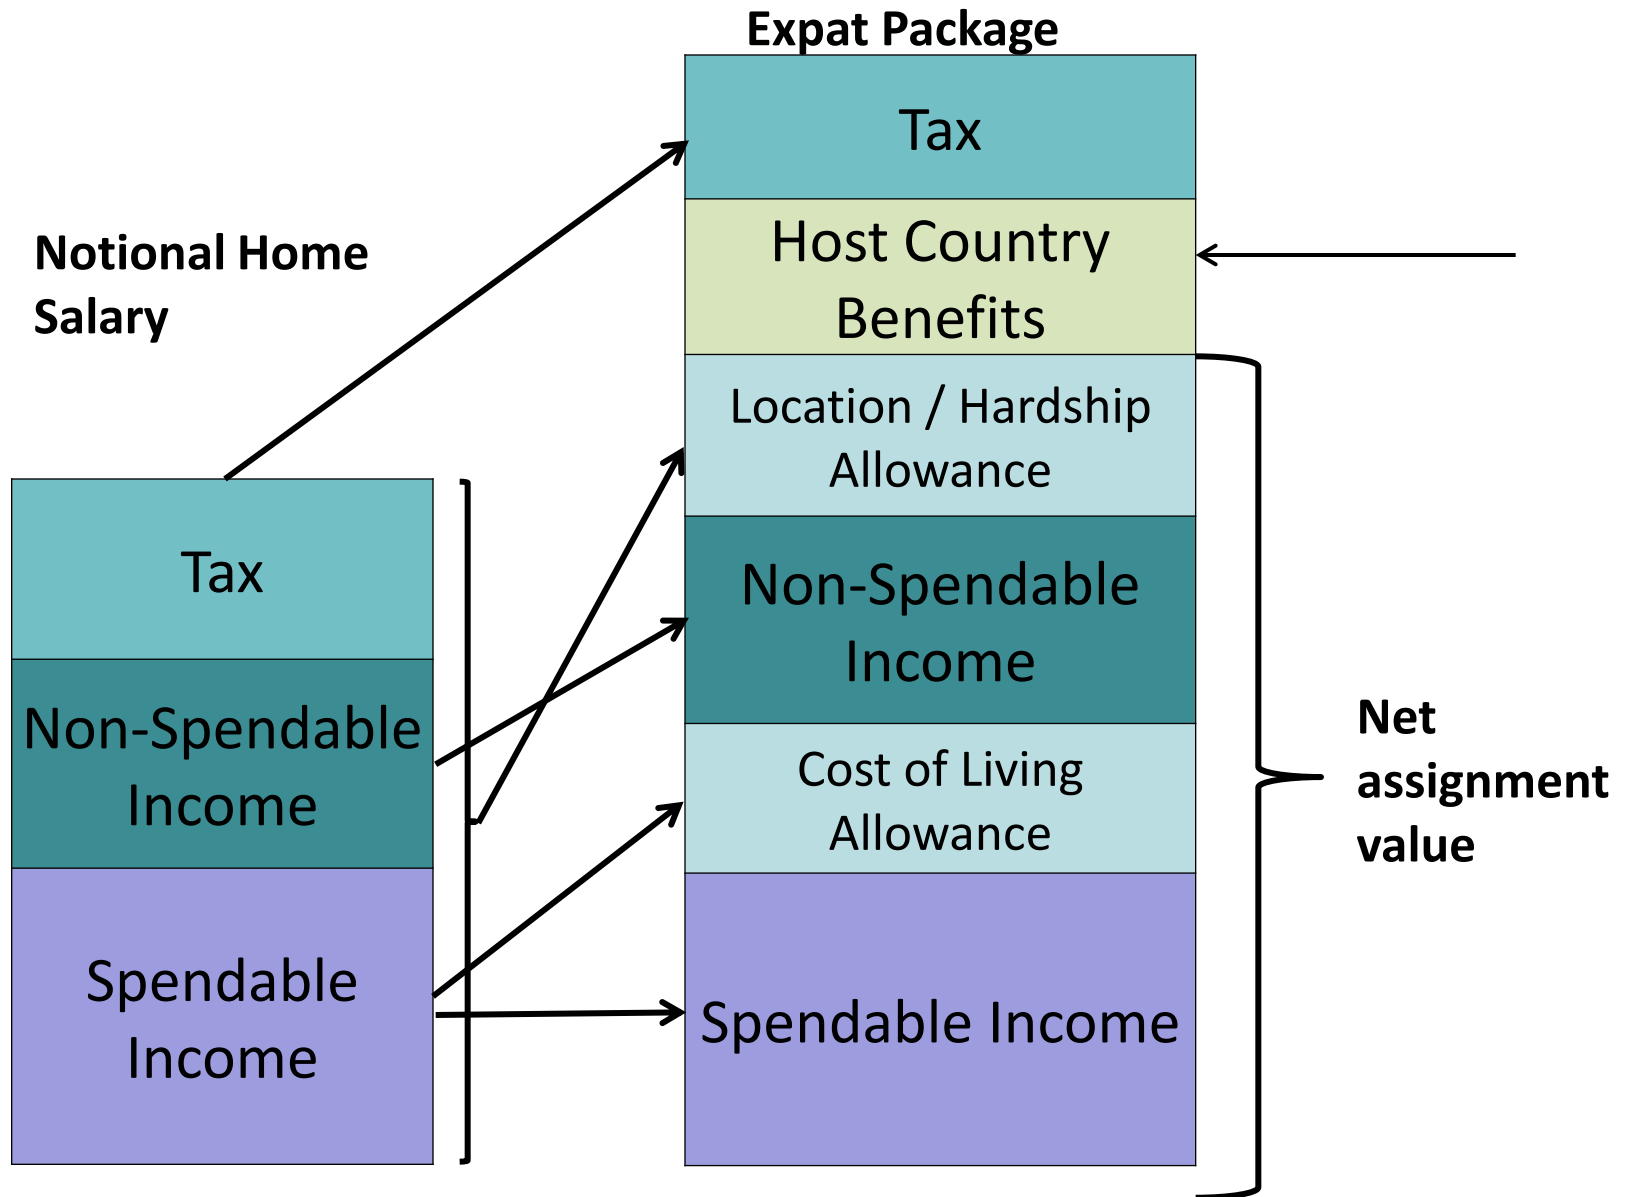 Expat Package
Tax
Host Country
Benefits
Location / Hardship
Allowance
Non-Spendable
Income
Cost of Living
Allowance
Spendable Income
Notional Home
Salary
Tax
Non-Spendable
Income
Spendable
Income
Net
assignment
value